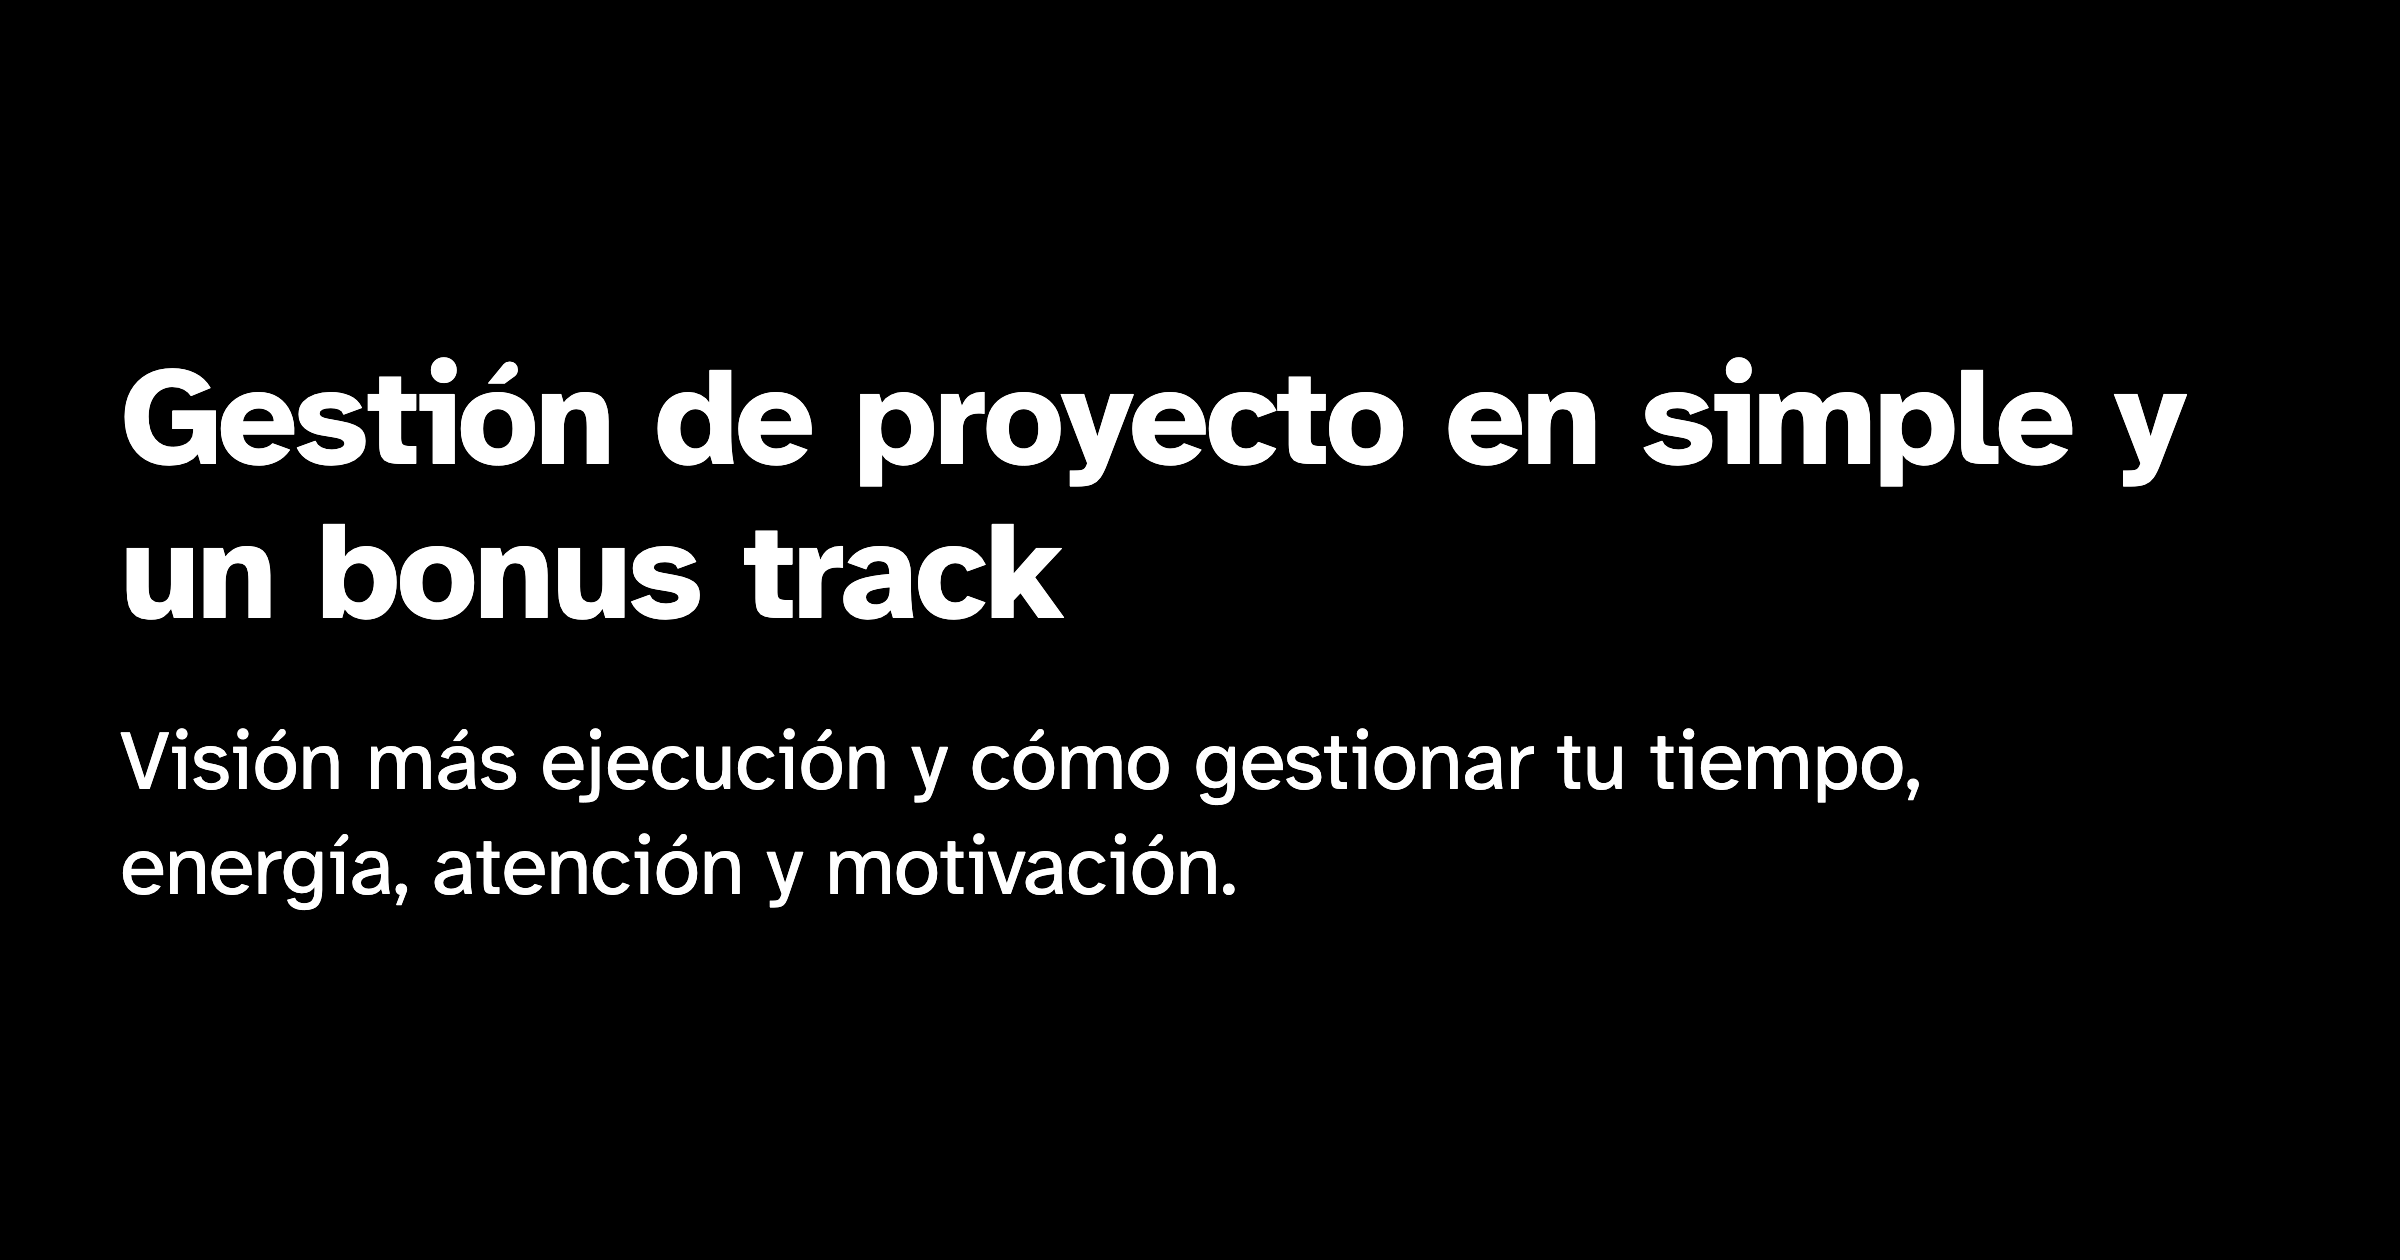 Gestión de proyecto en simple y
un bonus track
Visión más ejecución y cómo gestionar tu tiempo,
energía, atención y motivación.